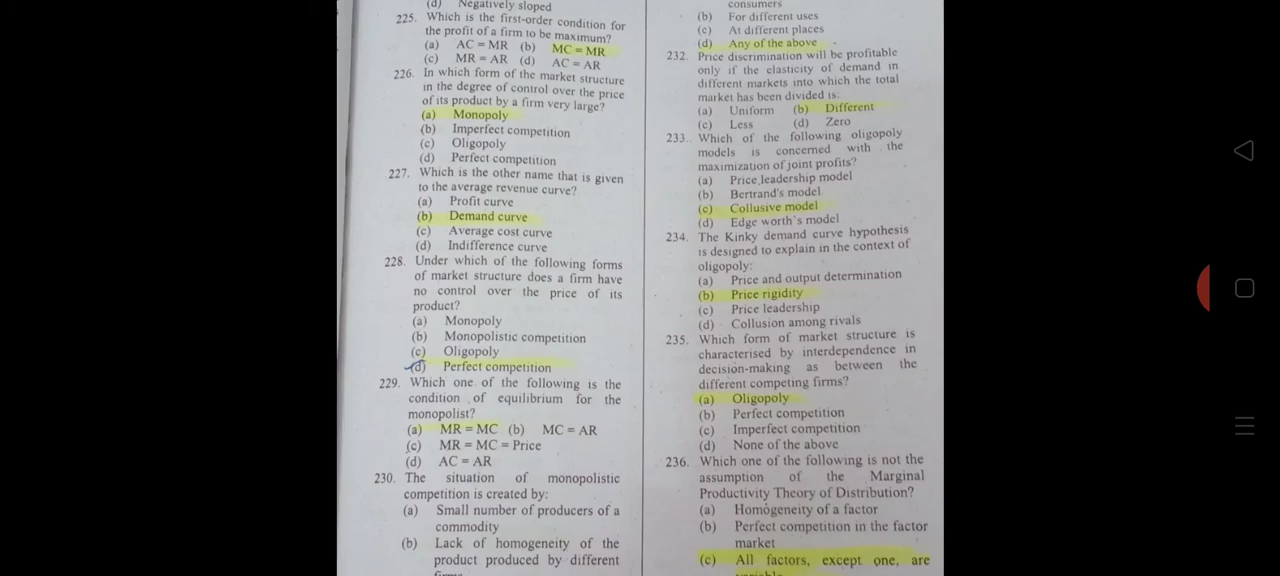 (d) Negatively sloped
225. Which is the first-order condition for
the profit of a firm to be maximum?
(a) AC = MR (b) MC = MR
(c) MR = AR (d) AC = AR
226. In which form of the market structure
in the degree of control over the price
of its product by a firm very large?
(a) Monopoly
(b) Imperfect competition
(c) Oligopoly
(d) Perfect competition
227. Which is the other name that is given
to the average revenue curve?
(a) Profit curve
(b) Demand curve
(c) Average cost curve
(d) Indifference curve
228. Under which of the following forms
of market structure does a firm have
no control over the price of its
product?
(a) Monopoly
(b) Monopolistic competition
(c) Oligopoly
(d) Perfect competition
229. Which one of the following is the
condition of equilibrium for the
monopolist?
(a) MR = MC (b) MC = AR
(c) MR = MC = Price
(d) AC = AR
230. The situation of monopolistic
competition is created by:
(a) Small number of producers of a
commodity
(b) Lack of homogeneity of the
product produced by different
consumers
(b) For different uses
(c) At different places
(d) Any of the above
232. Price discrimination will be profitable
only if the elasticity of demand in
different markets into which the total
market has been divided is:
(a) Uniform (b) Different
(c) Less (d) Zero
233. Which of the following oligopoly
models is concerned with the
maximization of joint profits?
(a) Price leadership model
(b) Bertrand's model
(c) Collusive model
(d) Edge worth's model
234. The Kinky demand curve hypothesis
is designed to explain in the context of
oligopoly:
(a) Price and output determination
(b) Price rigidity
(c) Price leadership
(d) Collusion among rivals
235. Which form of market structure is
characterised by interdependence in
decision-making as between the
different competing firms?
(a) Oligopoly
(b) Perfect competition
(c) Imperfect competition
(d) None of the above
236. Which one of the following is not the
assumption of the Marginal
Productivity Theory of Distribution?
(a) Homogeneity of a factor
(b) Perfect competition in the factor
market
(c) All factors, except one, are